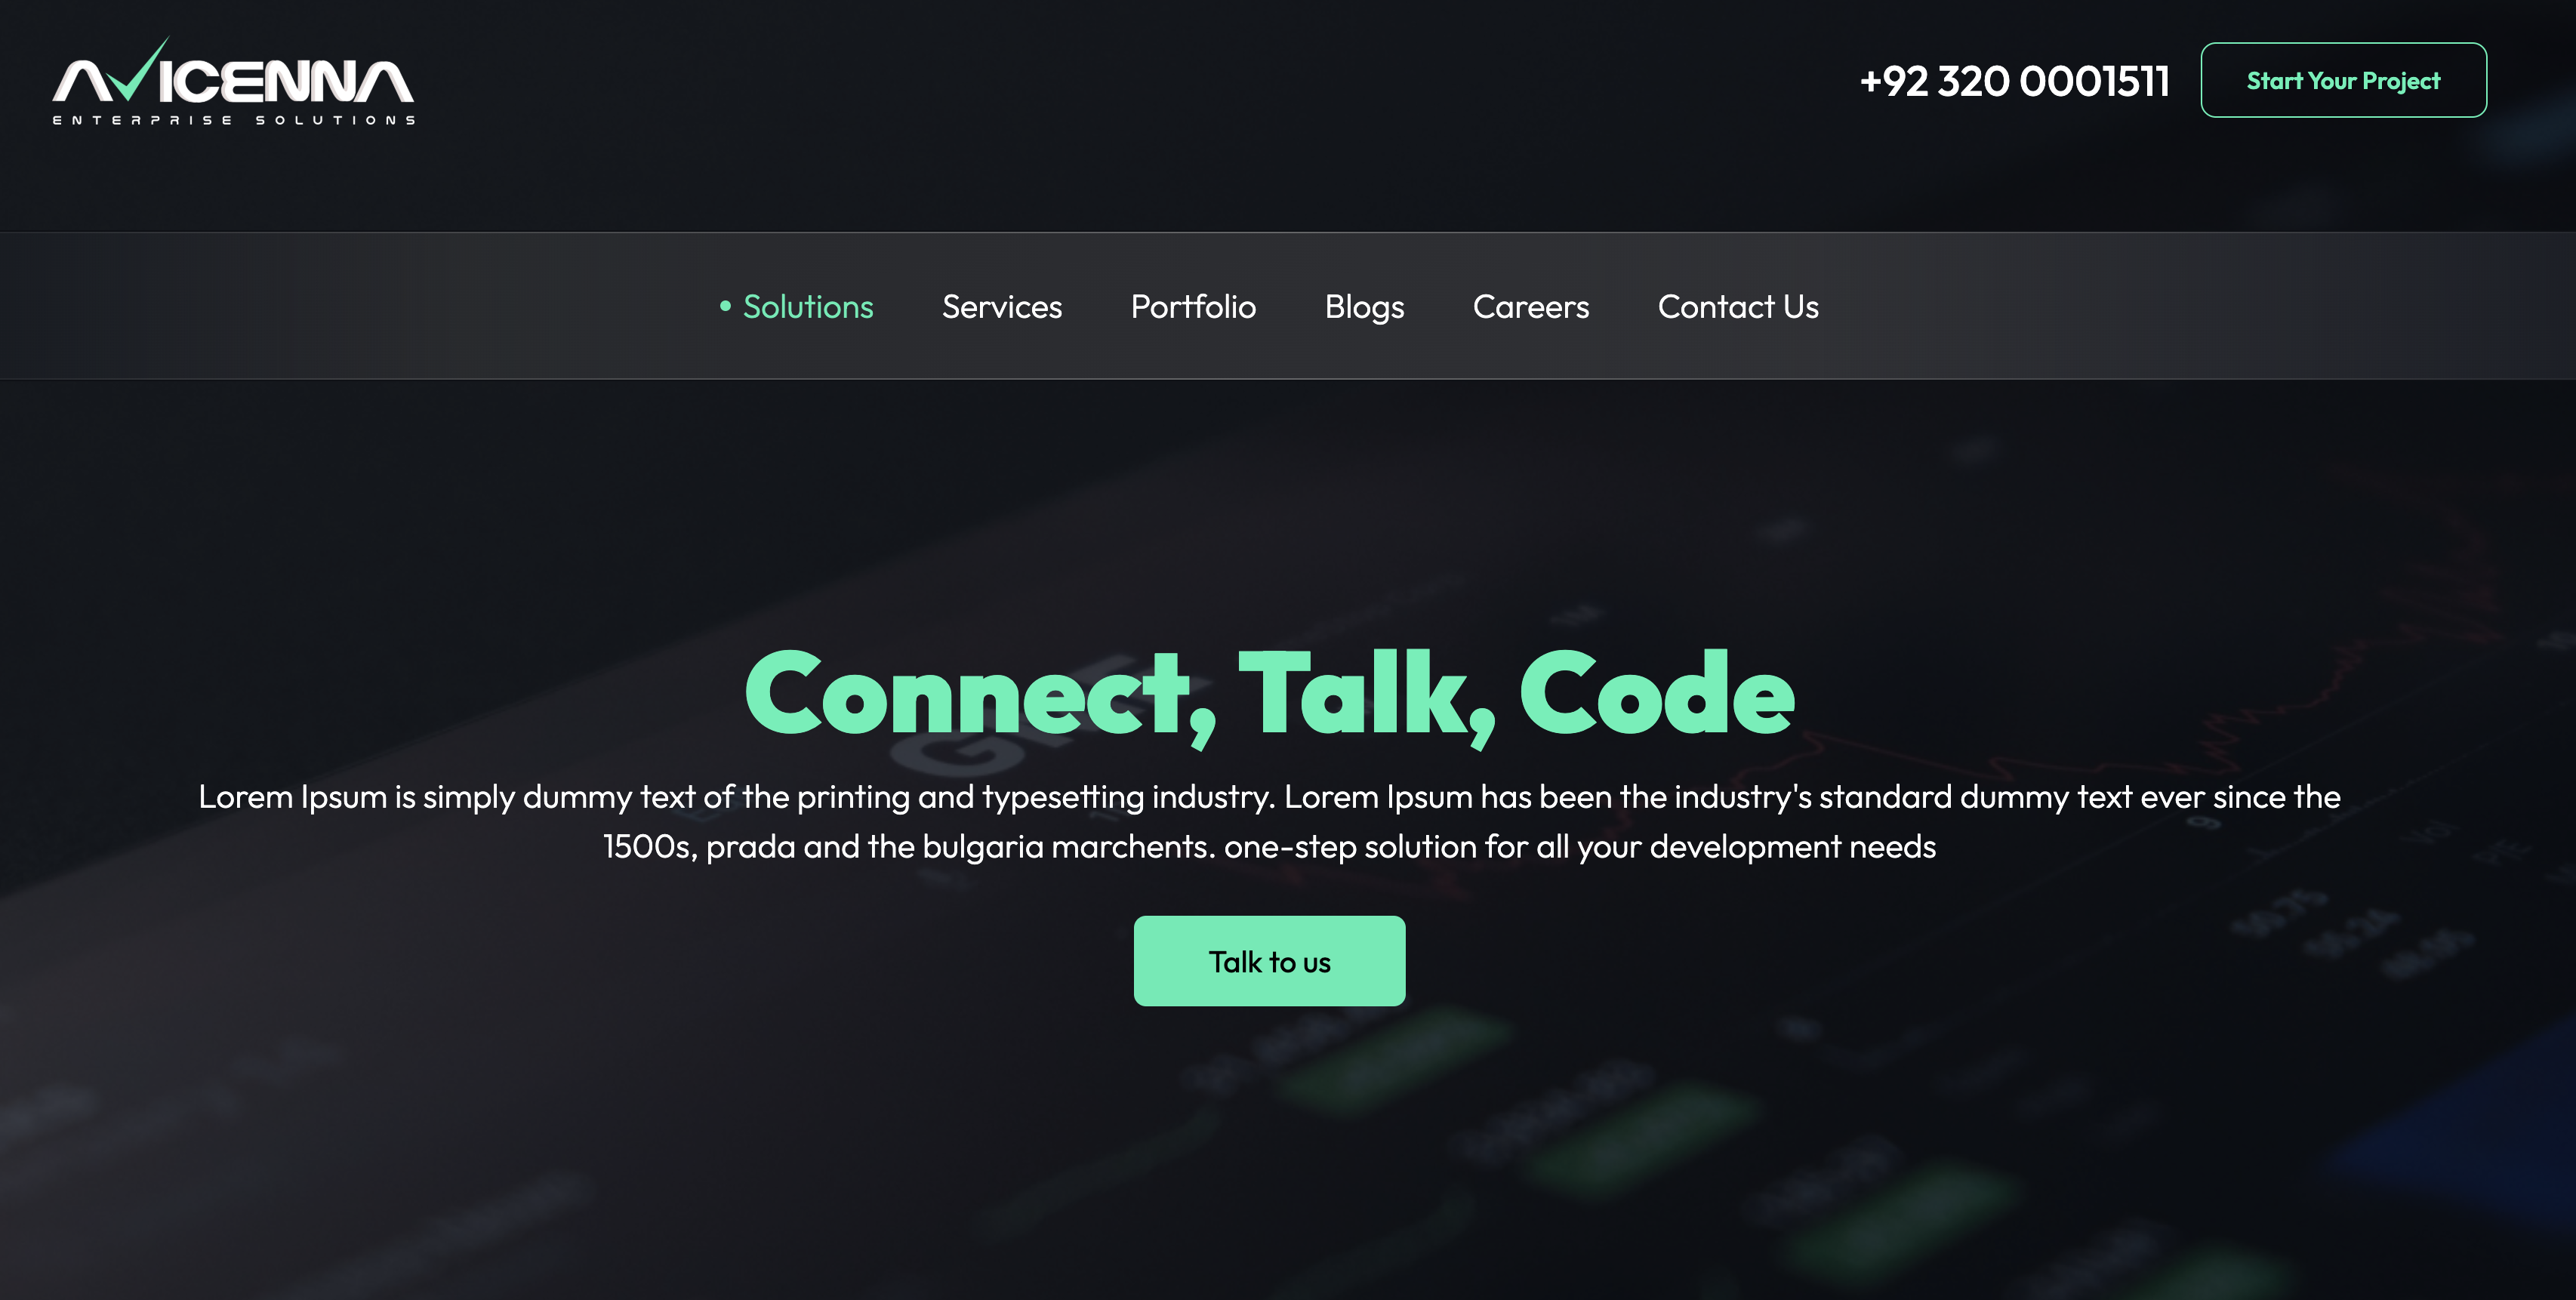 AVICENNA
ENTERPRISE SOLUTIONS
+92 320 0001511
Start Your Project
Solutions
Services
Portfolio
Blogs
Careers
Contact Us
Connect, Talk, Code
Lorem Ipsum is simply dummy text of the printing and typesetting industry. Lorem Ipsum has been the industry's standard dummy text ever since the
1500s, prada and the bulgaria marchents. one-step solution for all your development needs
Talk to us
1M
9
Vol
P/E